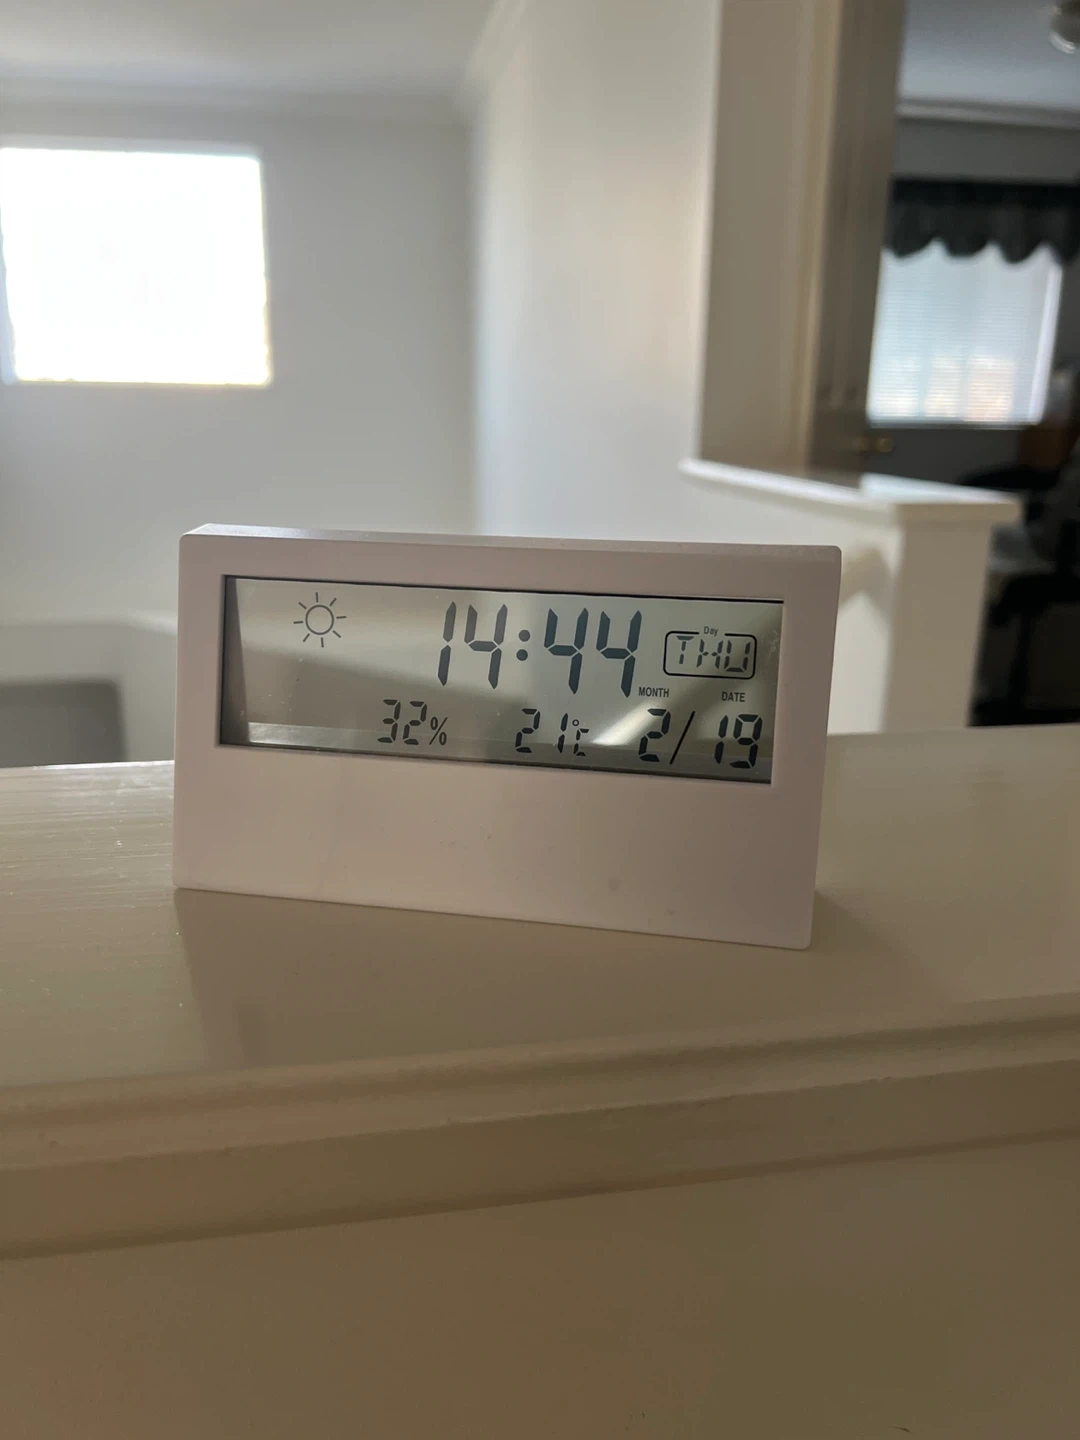 14:44
Day
THU
MONTH DATE
32% 21°C 2/19